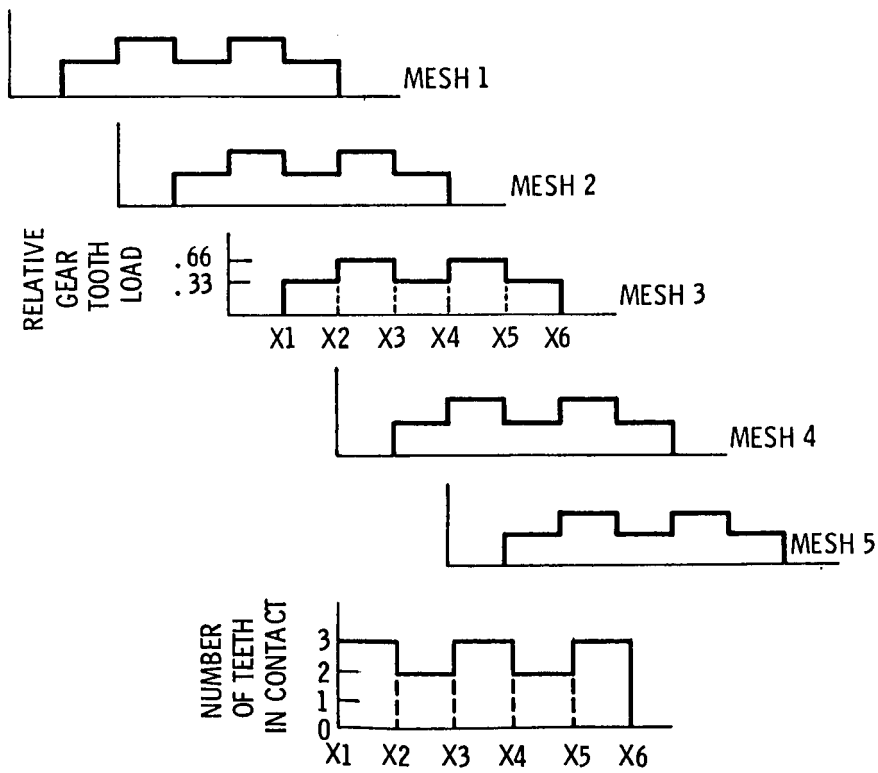 MESH 1
MESH 2
RELATIVE
GEAR
TOOTH
LOAD
.66
.33
MESH 3
X1 X2 X3 X4 X5 X6
MESH 4
MESH 5
NUMBER
OF TEETH
IN CONTACT
3
2
1
0
X1 X2 X3 X4 X5 X6